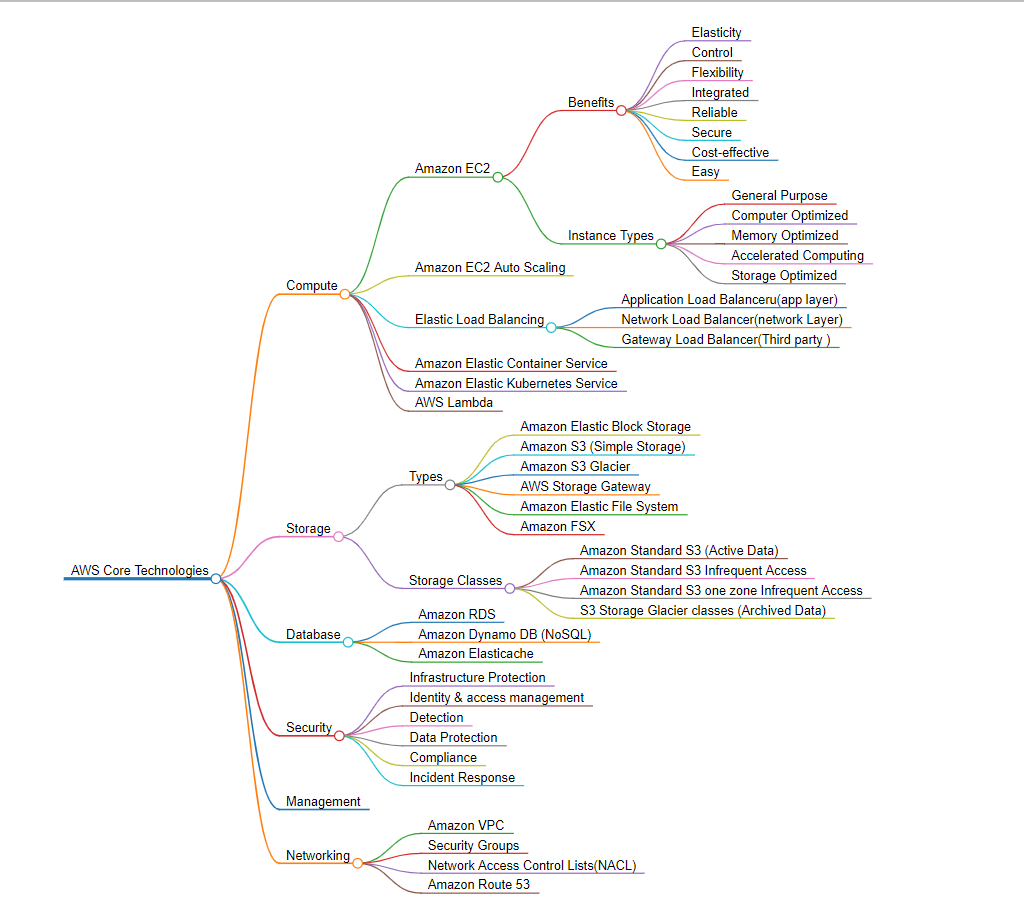 AWS Core Technologies
Compute
Amazon EC2
Benefits
Elasticity
Control
Flexibility
Integrated
Reliable
Secure
Cost-effective
Easy
Instance Types
General Purpose
Computer Optimized
Memory Optimized
Accelerated Computing
Storage Optimized
Amazon EC2 Auto Scaling
Elastic Load Balancing
Application Load Balanceru(app layer)
Network Load Balancer(network Layer)
Gateway Load Balancer(Third party )
Amazon Elastic Container Service
Amazon Elastic Kubernetes Service
AWS Lambda
Storage
Types
Amazon Elastic Block Storage
Amazon S3 (Simple Storage)
Amazon S3 Glacier
AWS Storage Gateway
Amazon Elastic File System
Amazon FSX
Storage Classes
Amazon Standard S3 (Active Data)
Amazon Standard S3 Infrequent Access
Amazon Standard S3 one zone Infrequent Access
S3 Storage Glacier classes (Archived Data)
Database
Amazon RDS
Amazon Dynamo DB (NoSQL)
Amazon Elasticache
Security
Infrastructure Protection
Identity & access management
Detection
Data Protection
Compliance
Incident Response
Management
Networking
Amazon VPC
Security Groups
Network Access Control Lists(NACL)
Amazon Route 53